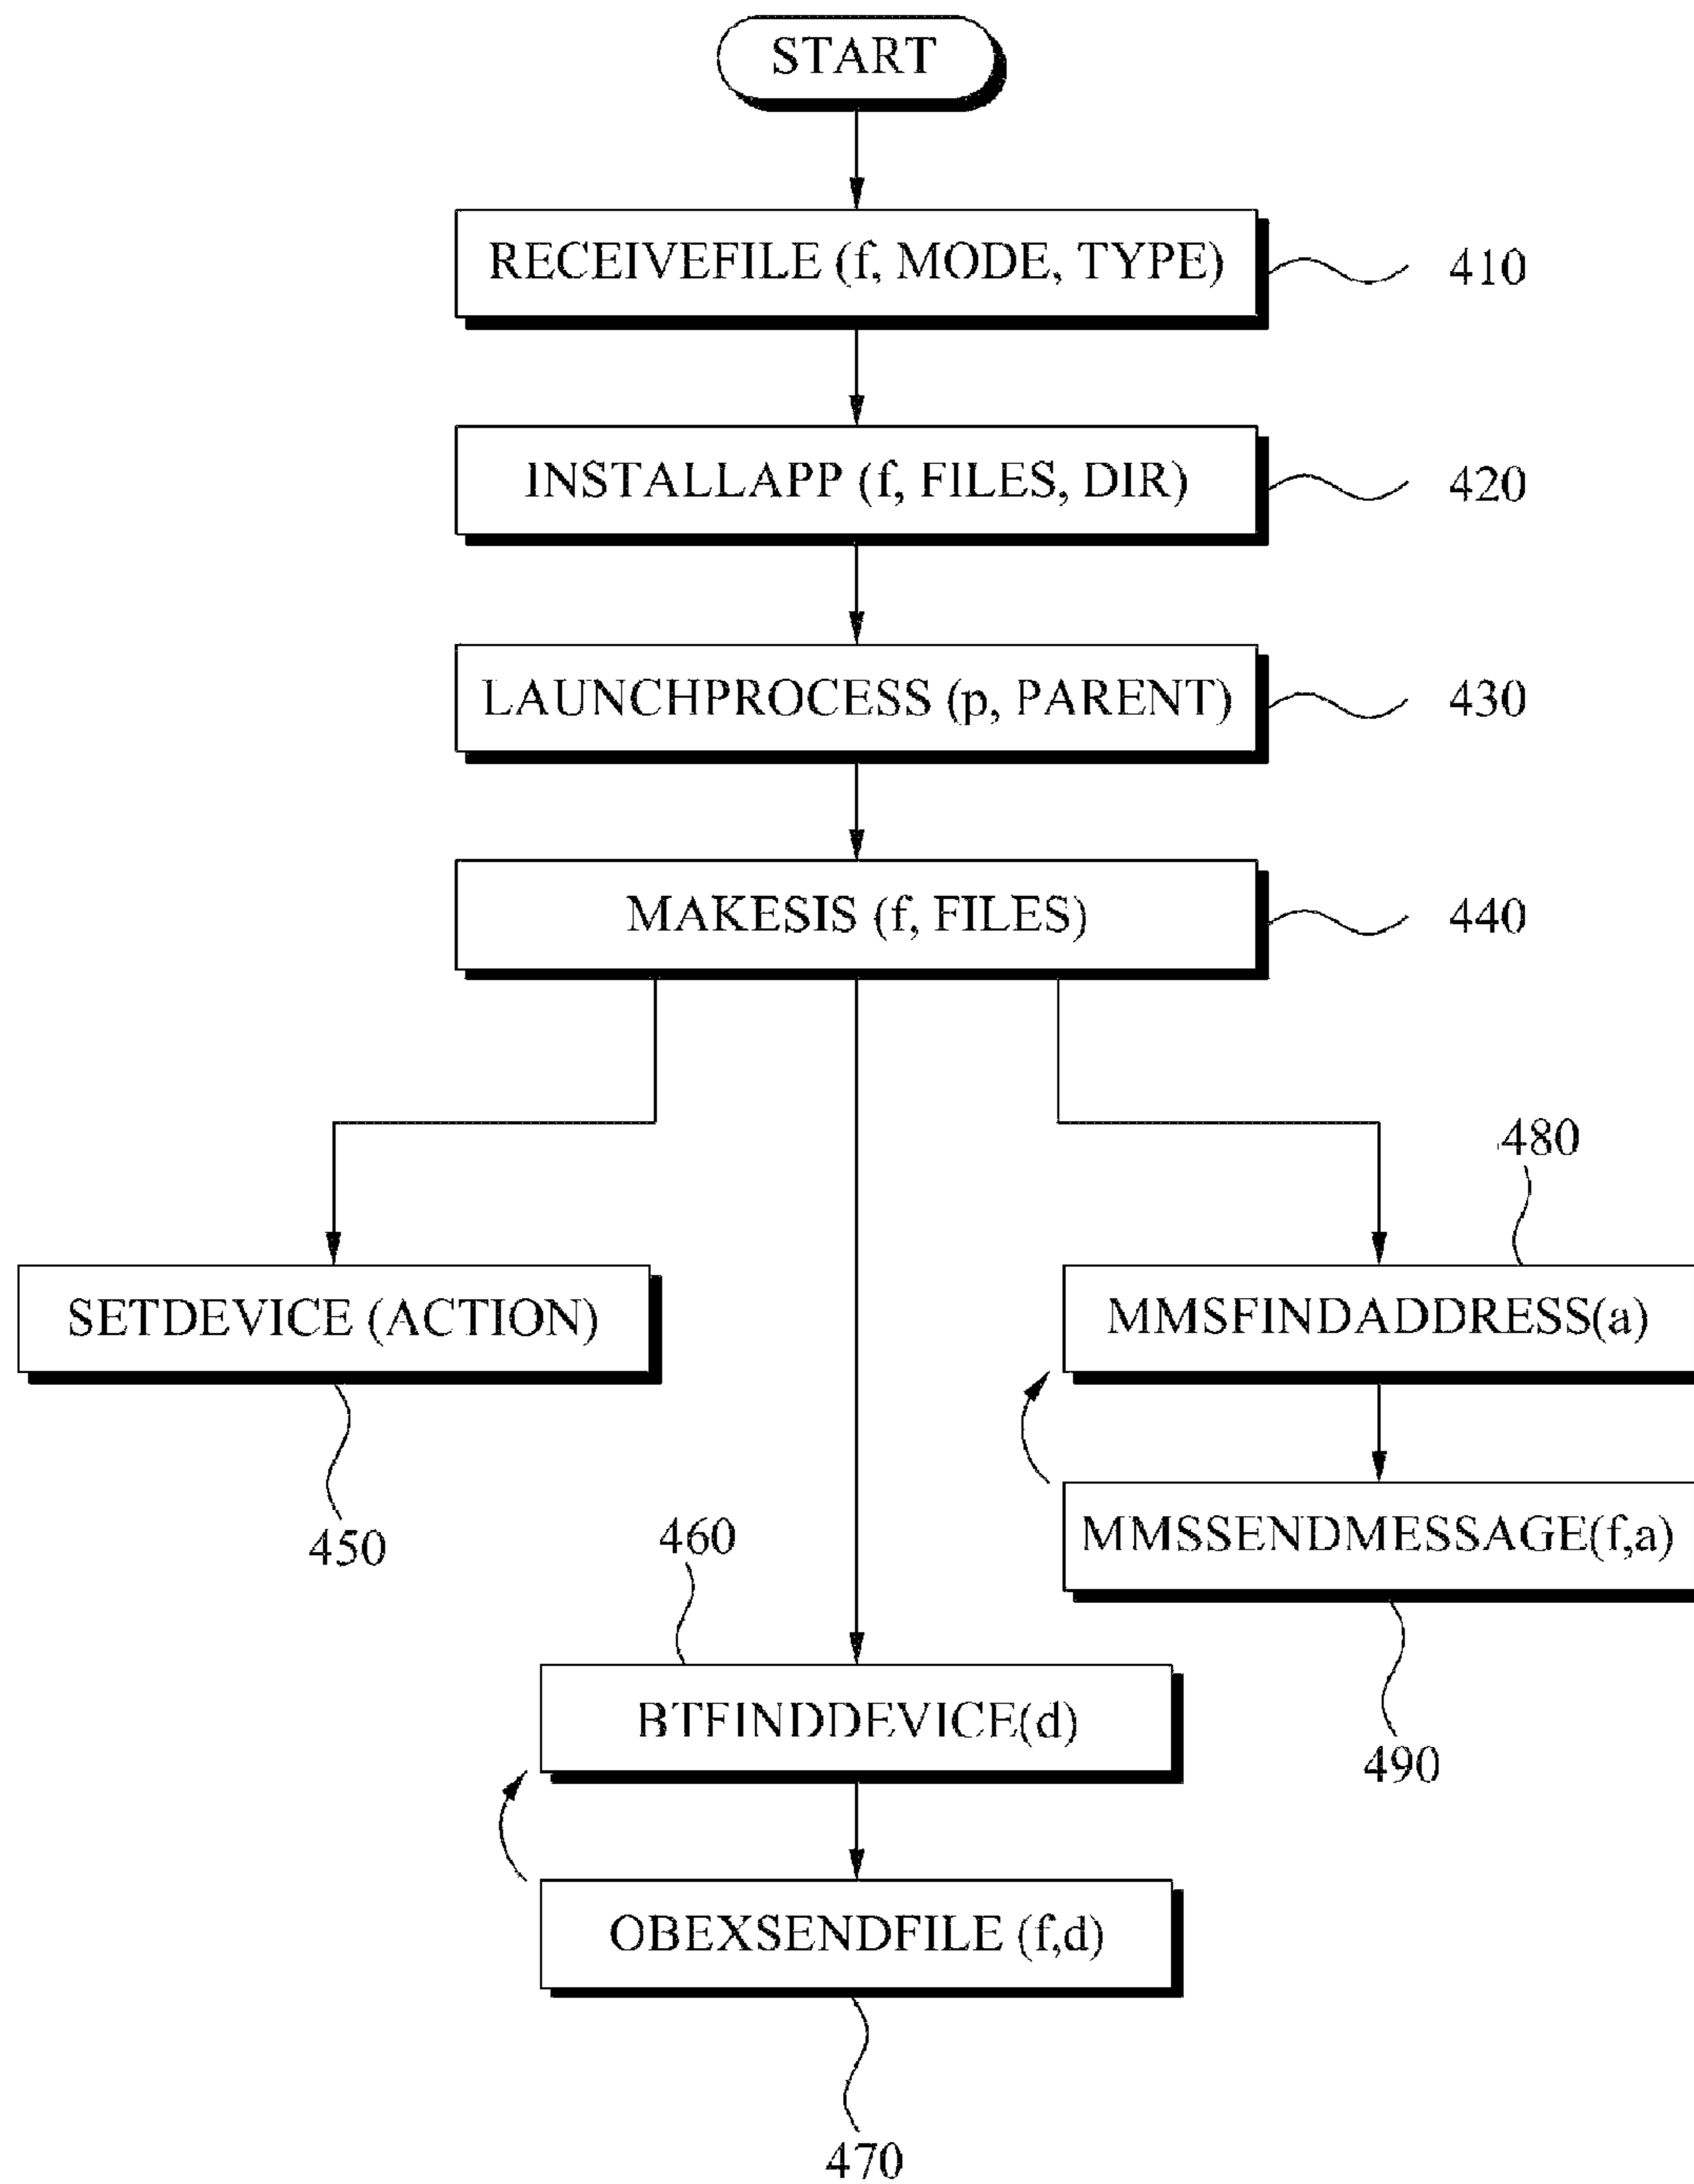 START
RECEIVEFILE (f, MODE, TYPE)
410
INSTALLAPP (f, FILES, DIR)
420
LAUNCHPROCESS (p, PARENT)
430
MAKESIS (f, FILES)
440
480
SETDEVICE (ACTION)
MMSFINDADDRESS(a)
450
460
MMSSENDMESSAGE(f,a)
BTFINDDEVICE(d)
490
OBEXSENDFILE (f,d)
470